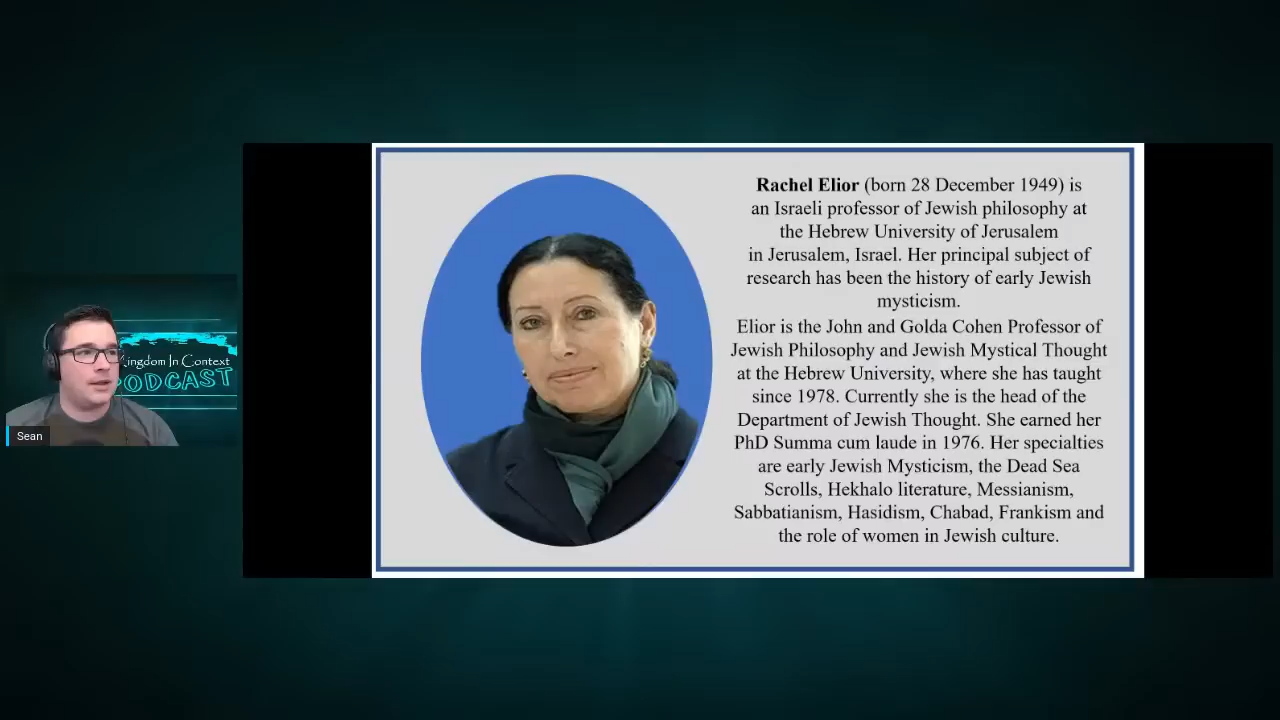 Rachel Elior (born 28 December 1949) is
an Israeli professor of Jewish philosophy at
the Hebrew University of Jerusalem
in Jerusalem, Israel. Her principal subject of
research has been the history of early Jewish
mysticism.
Elior is the John and Golda Cohen Professor of
Jewish Philosophy and Jewish Mystical Thought
at the Hebrew University, where she has taught
since 1978. Currently she is the head of the
Department of Jewish Thought. She earned her
PhD Summa cum laude in 1976. Her specialties
are early Jewish Mysticism, the Dead Sea
Scrolls, Hekhalo literature, Messianism,
Sabbatianism, Hasidism, Chabad, Frankism and
the role of women in Jewish culture.
Kingdom In Context
PODCAST
Sean